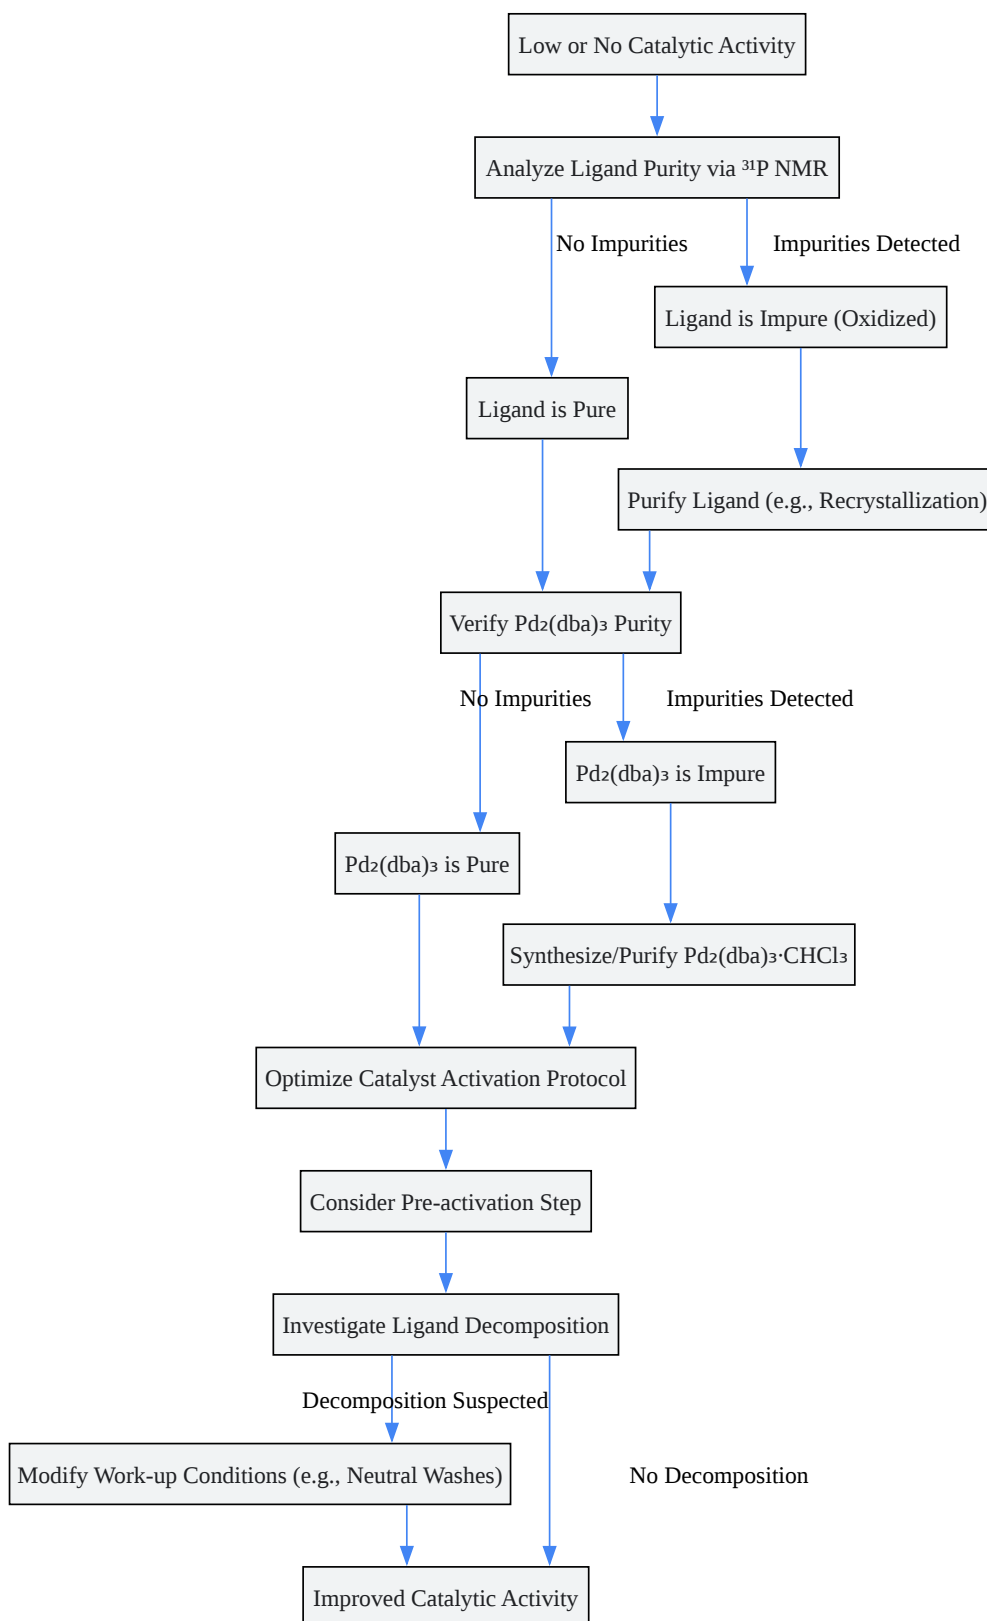 Low or No Catalytic Activity
Analyze Ligand Purity via ³¹P NMR
No Impurities
Impurities Detected
Ligand is Impure (Oxidized)
Ligand is Pure
Purify Ligand (e.g., Recrystallization)
Verify Pd₂(dba)₃ Purity
No Impurities
Impurities Detected
Pd₂(dba)₃ is Impure
Pd₂(dba)₃ is Pure
Synthesize/Purify Pd₂(dba)₃·CHCl₃
Optimize Catalyst Activation Protocol
Consider Pre-activation Step
Investigate Ligand Decomposition
Decomposition Suspected
Modify Work-up Conditions (e.g., Neutral Washes)
No Decomposition
Improved Catalytic Activity